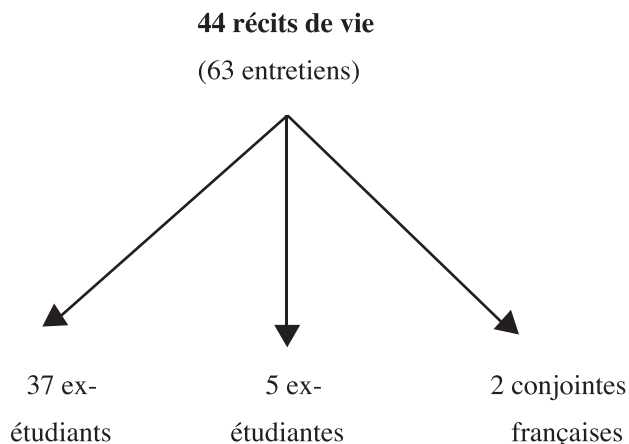 44 récits de vie
(63 entretiens)
37 ex-
étudiants
5 ex-
étudiantes
2 conjointes
françaises